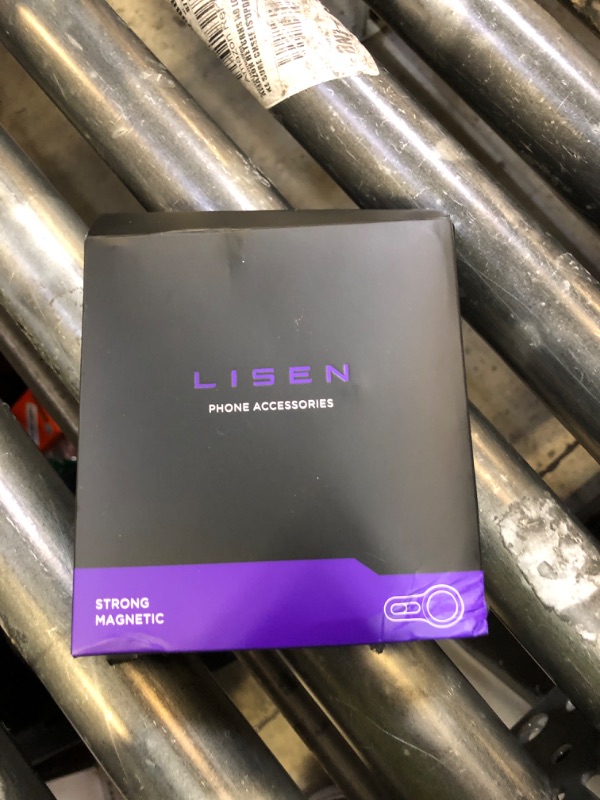 LISEN
PHONE ACCESSORIES
STRONG
MAGNETIC